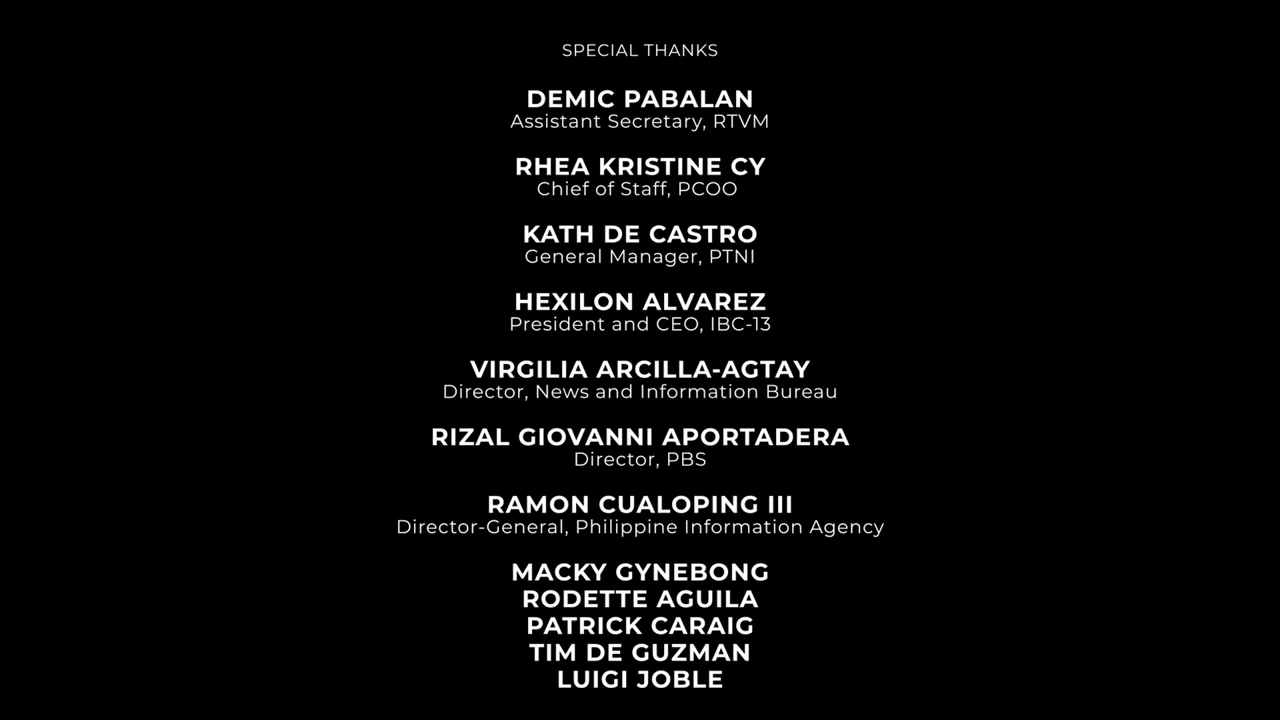 SPECIAL THANKS
DEMIC PABALAN
Assistant Secretary, RTVM
RHEA KRISTINE CY
Chief of Staff, PCOO
KATH DE CASTRO
General Manager, PTNI
HEXILON ALVAREZ
President and CEO, IBC-13
VIRGILIA ARCILLA-AGTAY
Director, News and Information Bureau
RIZAL GIOVANNI APORTADERA
Director, PBS
RAMON CUALOPING III
Director-General, Philippine Information Agency
MACKY GYNEBONG
RODETTE AGUILA
PATRICK CARAIG
TIM DE GUZMAN
LUIGI JOBLE